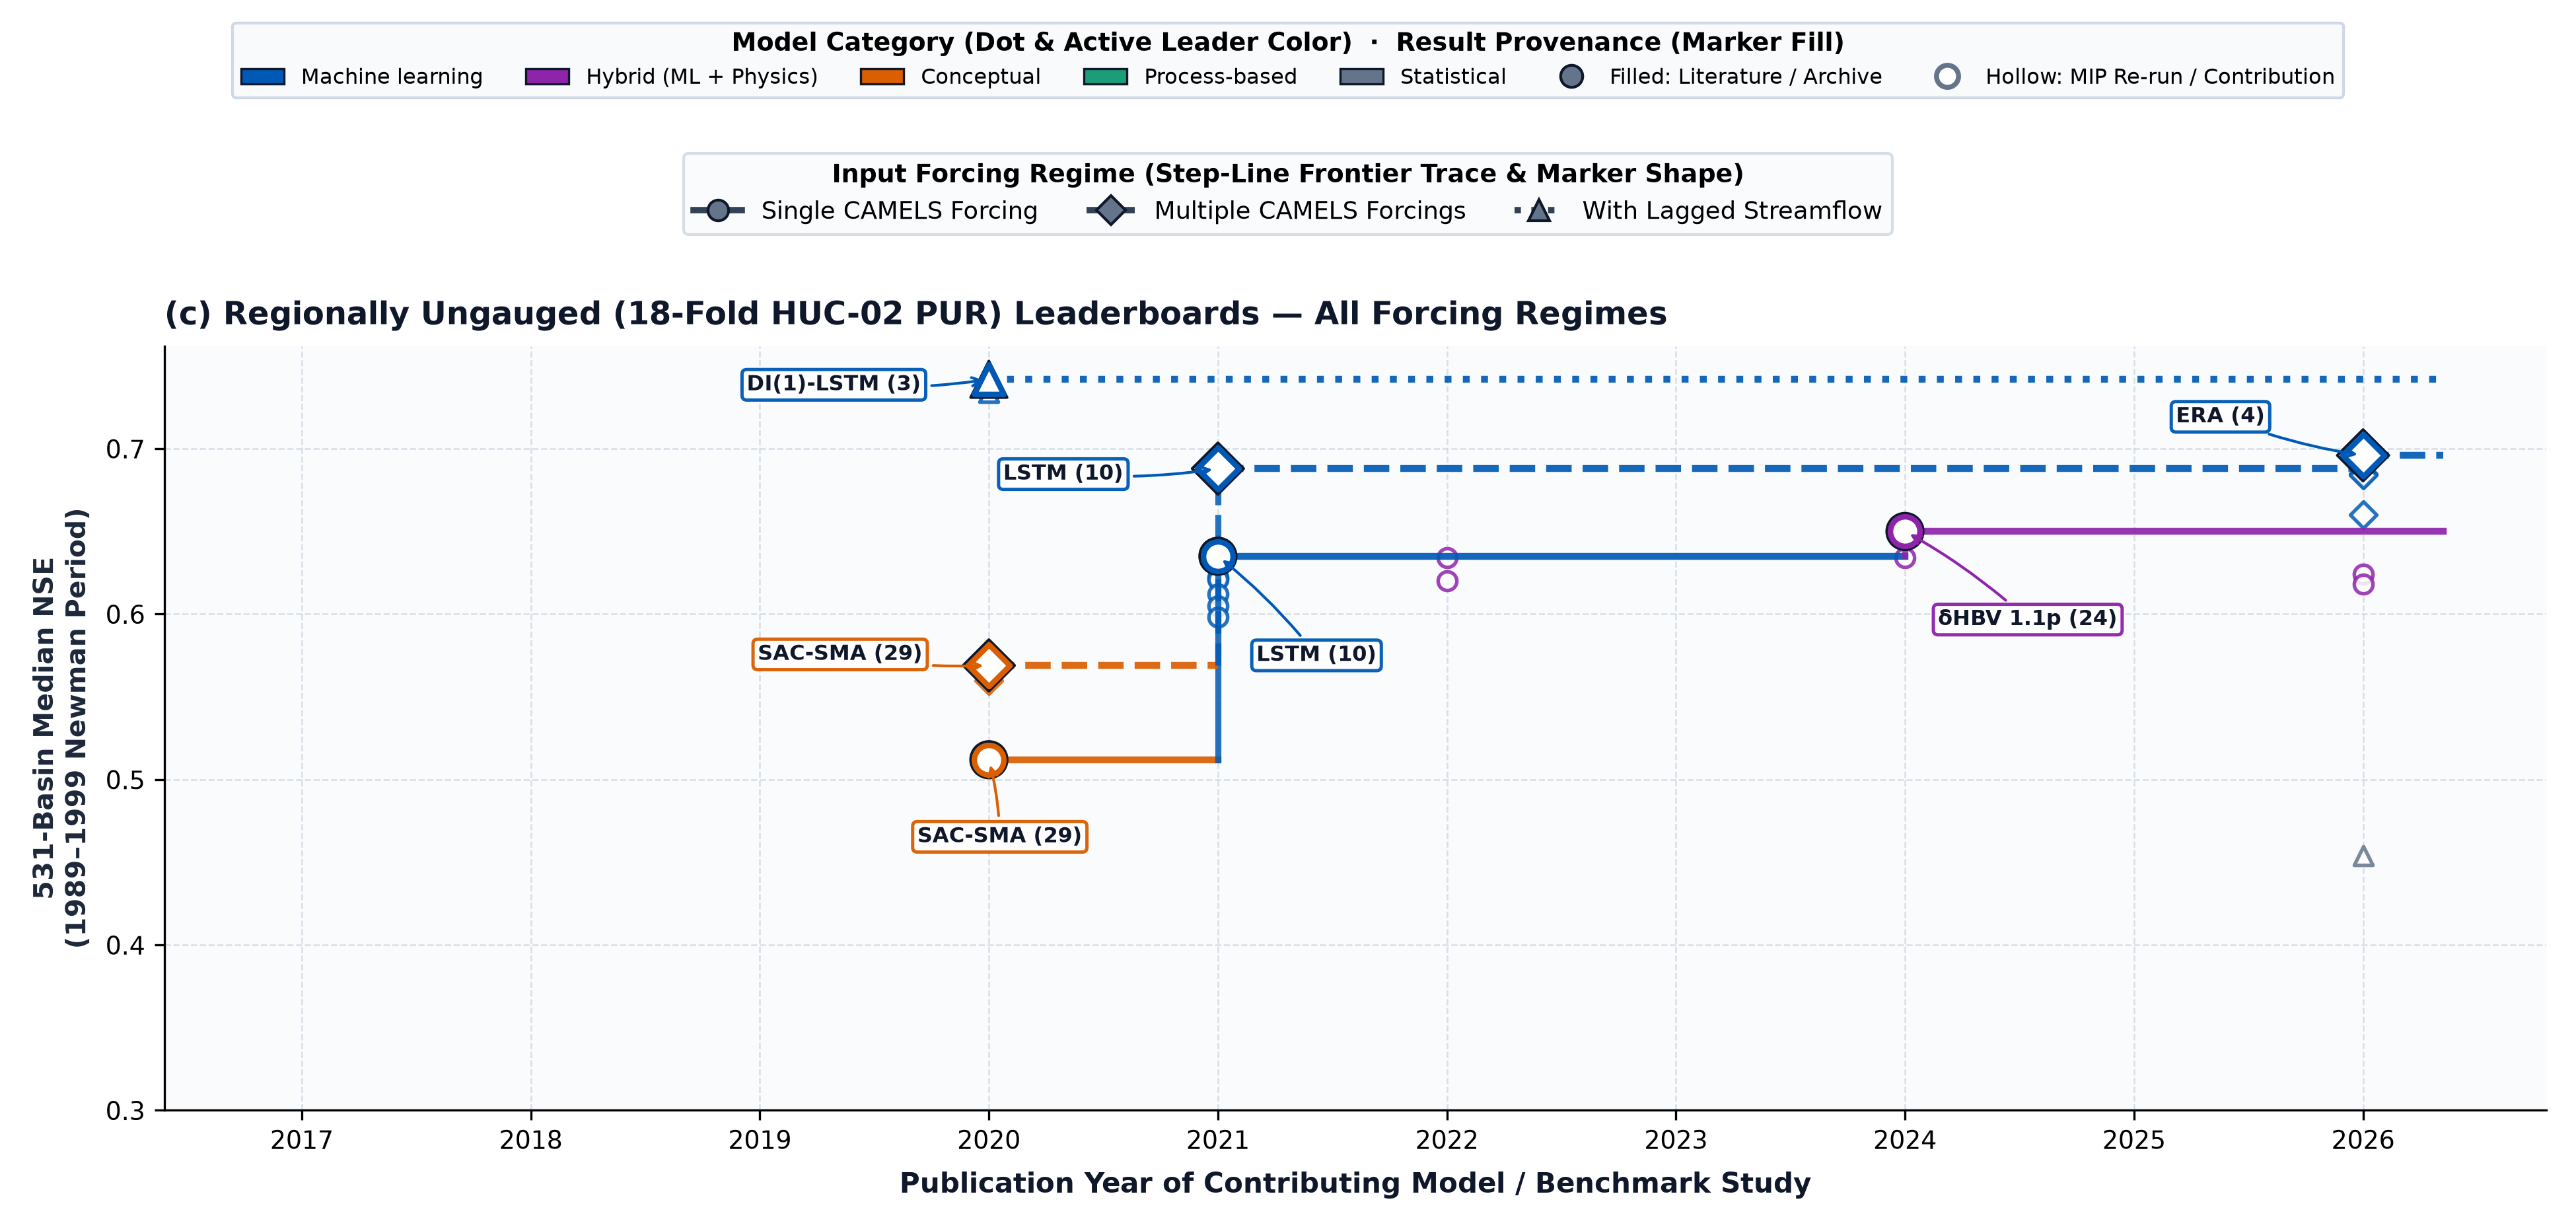 Model Category (Dot & Active Leader Color) · Result Provenance (Marker Fill)
Machine learning Hybrid (ML + Physics) Conceptual Process-based Statistical Filled: Literature / Archive Hollow: MIP Re-run / Contribution
Input Forcing Regime (Step-Line Frontier Trace & Marker Shape)
Single CAMELS Forcing Multiple CAMELS Forcings With Lagged Streamflow
(c) Regionally Ungauged (18-Fold HUC-02 PUR) Leaderboards — All Forcing Regimes
DI(1)-LSTM (3)
ERA (4)
LSTM (10)
SAC-SMA (29)
LSTM (10)
δHBV 1.1p (24)
SAC-SMA (29)
0.7
0.6
0.5
0.4
0.3
531-Basin Median NSE
(1989–1999 Newman Period)
2017 2018 2019 2020 2021 2022 2023 2024 2025 2026
Publication Year of Contributing Model / Benchmark Study